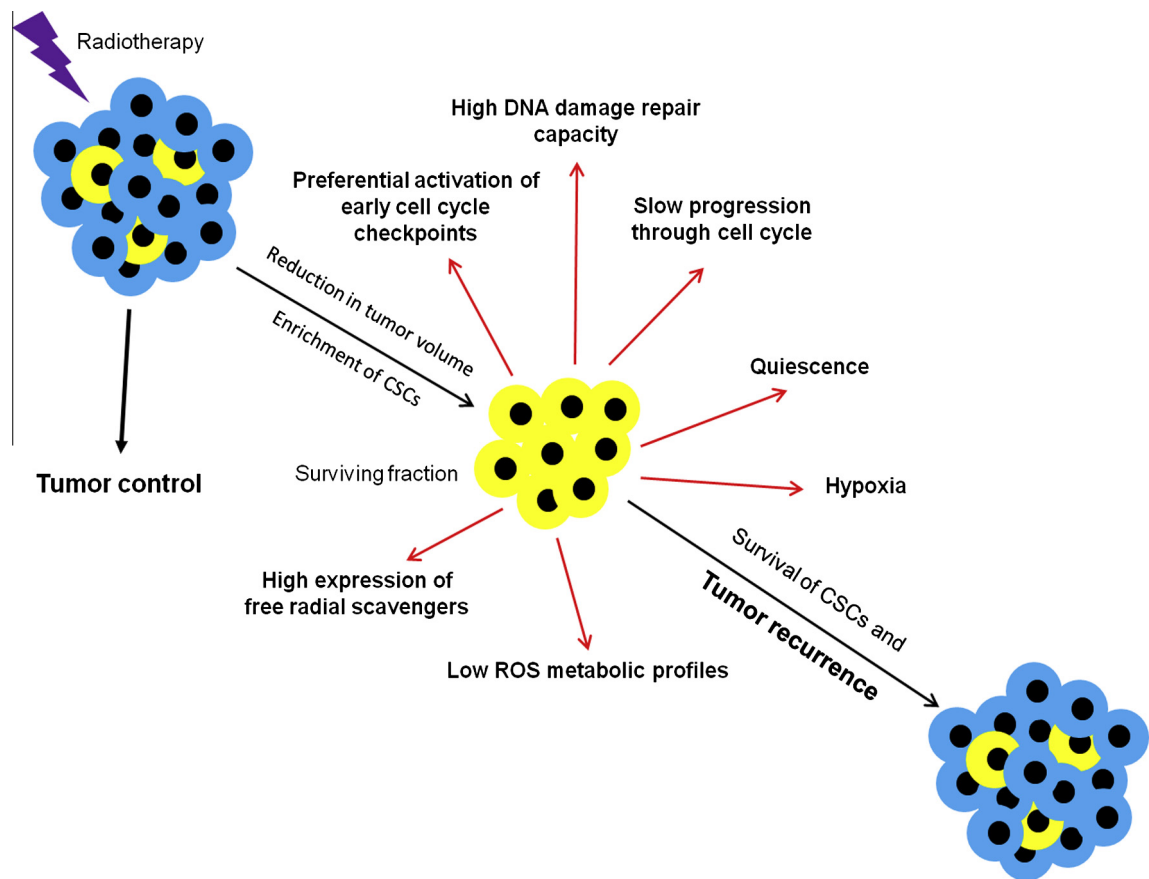 Radiotherapy
High DNA damage repair
capacity
Preferential activation of
early cell cycle
checkpoints
Slow progression
through cell cycle
Reduction in tumor volume
Enrichment of CSCs
Quiescence
Tumor control
Surviving fraction
Hypoxia
Survival of CSCs and
Tumor recurrence
High expression of
free radial scavengers
Low ROS metabolic profiles